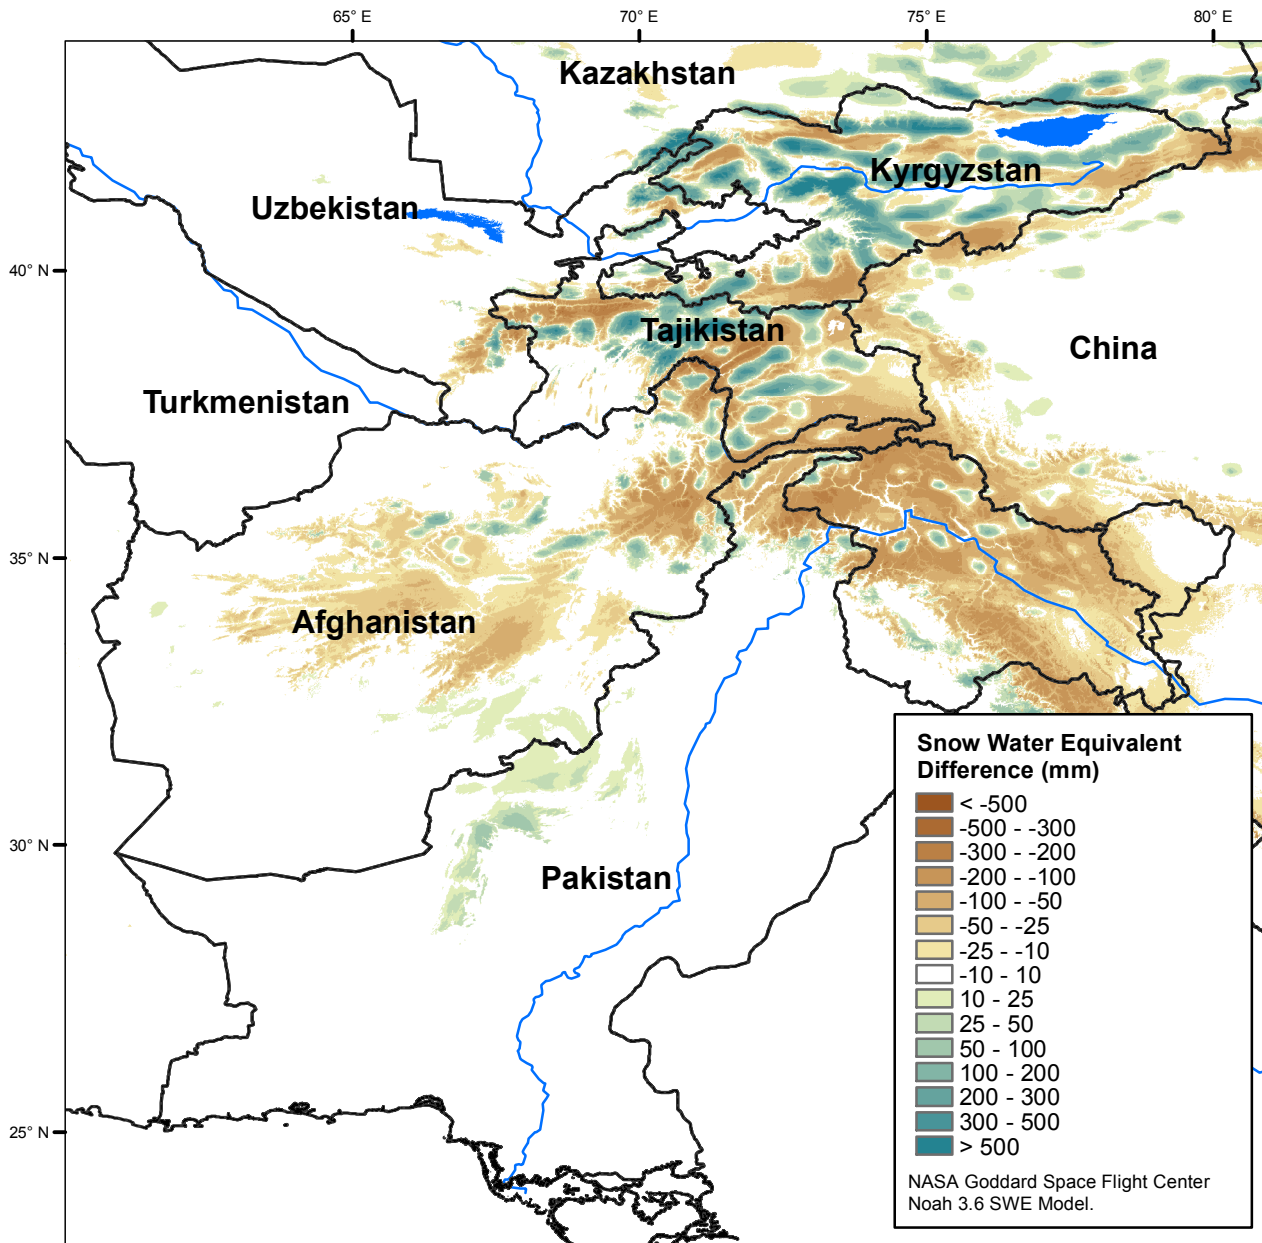 65° E
70° E
75° E
80° E
Kazakhstan
Kyrgyzstan
Uzbekistan
40° N
Tajikistan
China
Turkmenistan
35° N
Afghanistan
Snow Water Equivalent
Difference (mm)
< -500
-500 - -300
-300 - -200
-200 - -100
-100 - -50
-50 - -25
-25 - -10
-10 - 10
10 - 25
25 - 50
50 - 100
100 - 200
200 - 300
300 - 500
> 500
NASA Goddard Space Flight Center
Noah 3.6 SWE Model.
30° N
Pakistan
25° N